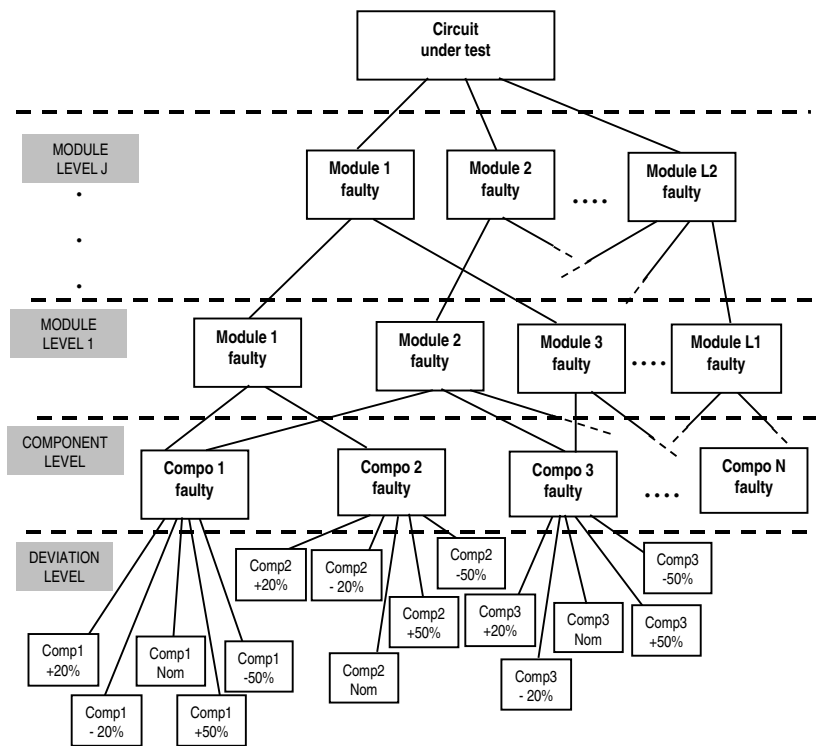 Circuit
under test
MODULE
LEVEL J
Module 1
faulty
Module 2
faulty
....
Module L2
faulty
.
.
.
MODULE
LEVEL 1
Module 1
faulty
Module 2
faulty
Module 3
faulty
....
Module L1
faulty
COMPONENT
LEVEL
Compo 1
faulty
Compo 2
faulty
Compo 3
faulty
....
Compo N
faulty
DEVIATION
LEVEL
Comp1
+20%
Comp1
- 20%
Comp1
Nom
Comp1
+50%
Comp1
-50%
Comp2
+20%
Comp2
- 20%
Comp2
Nom
Comp2
+50%
Comp2
-50%
Comp3
+20%
Comp3
- 20%
Comp3
Nom
Comp3
+50%
Comp3
-50%